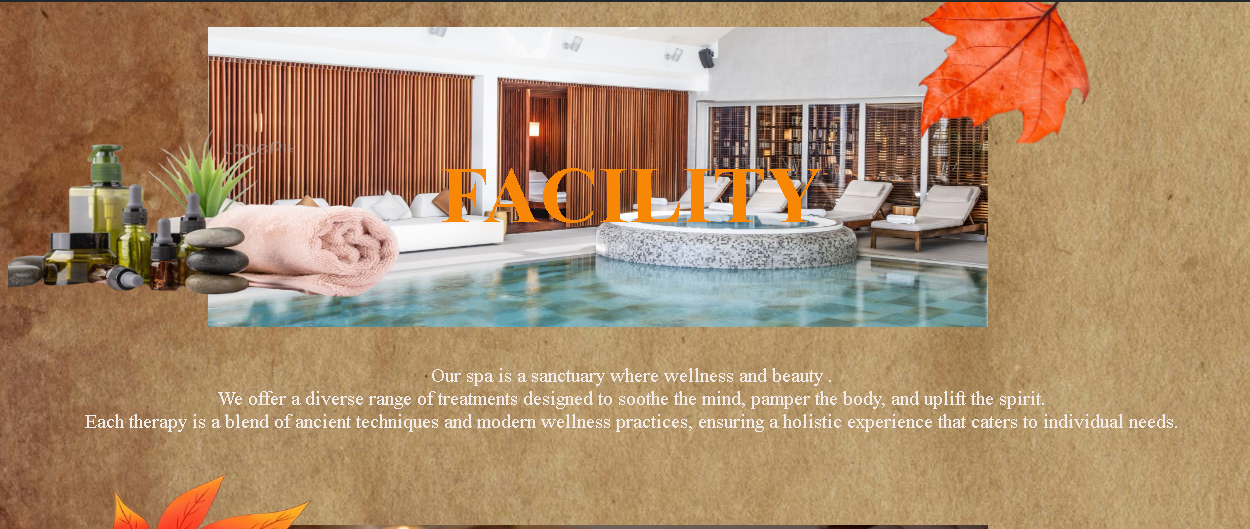 FACILITY
Our spa is a sanctuary where wellness and beauty .
We offer a diverse range of treatments designed to soothe the mind, pamper the body, and uplift the spirit.
Each therapy is a blend of ancient techniques and modern wellness practices, ensuring a holistic experience that caters to individual needs.